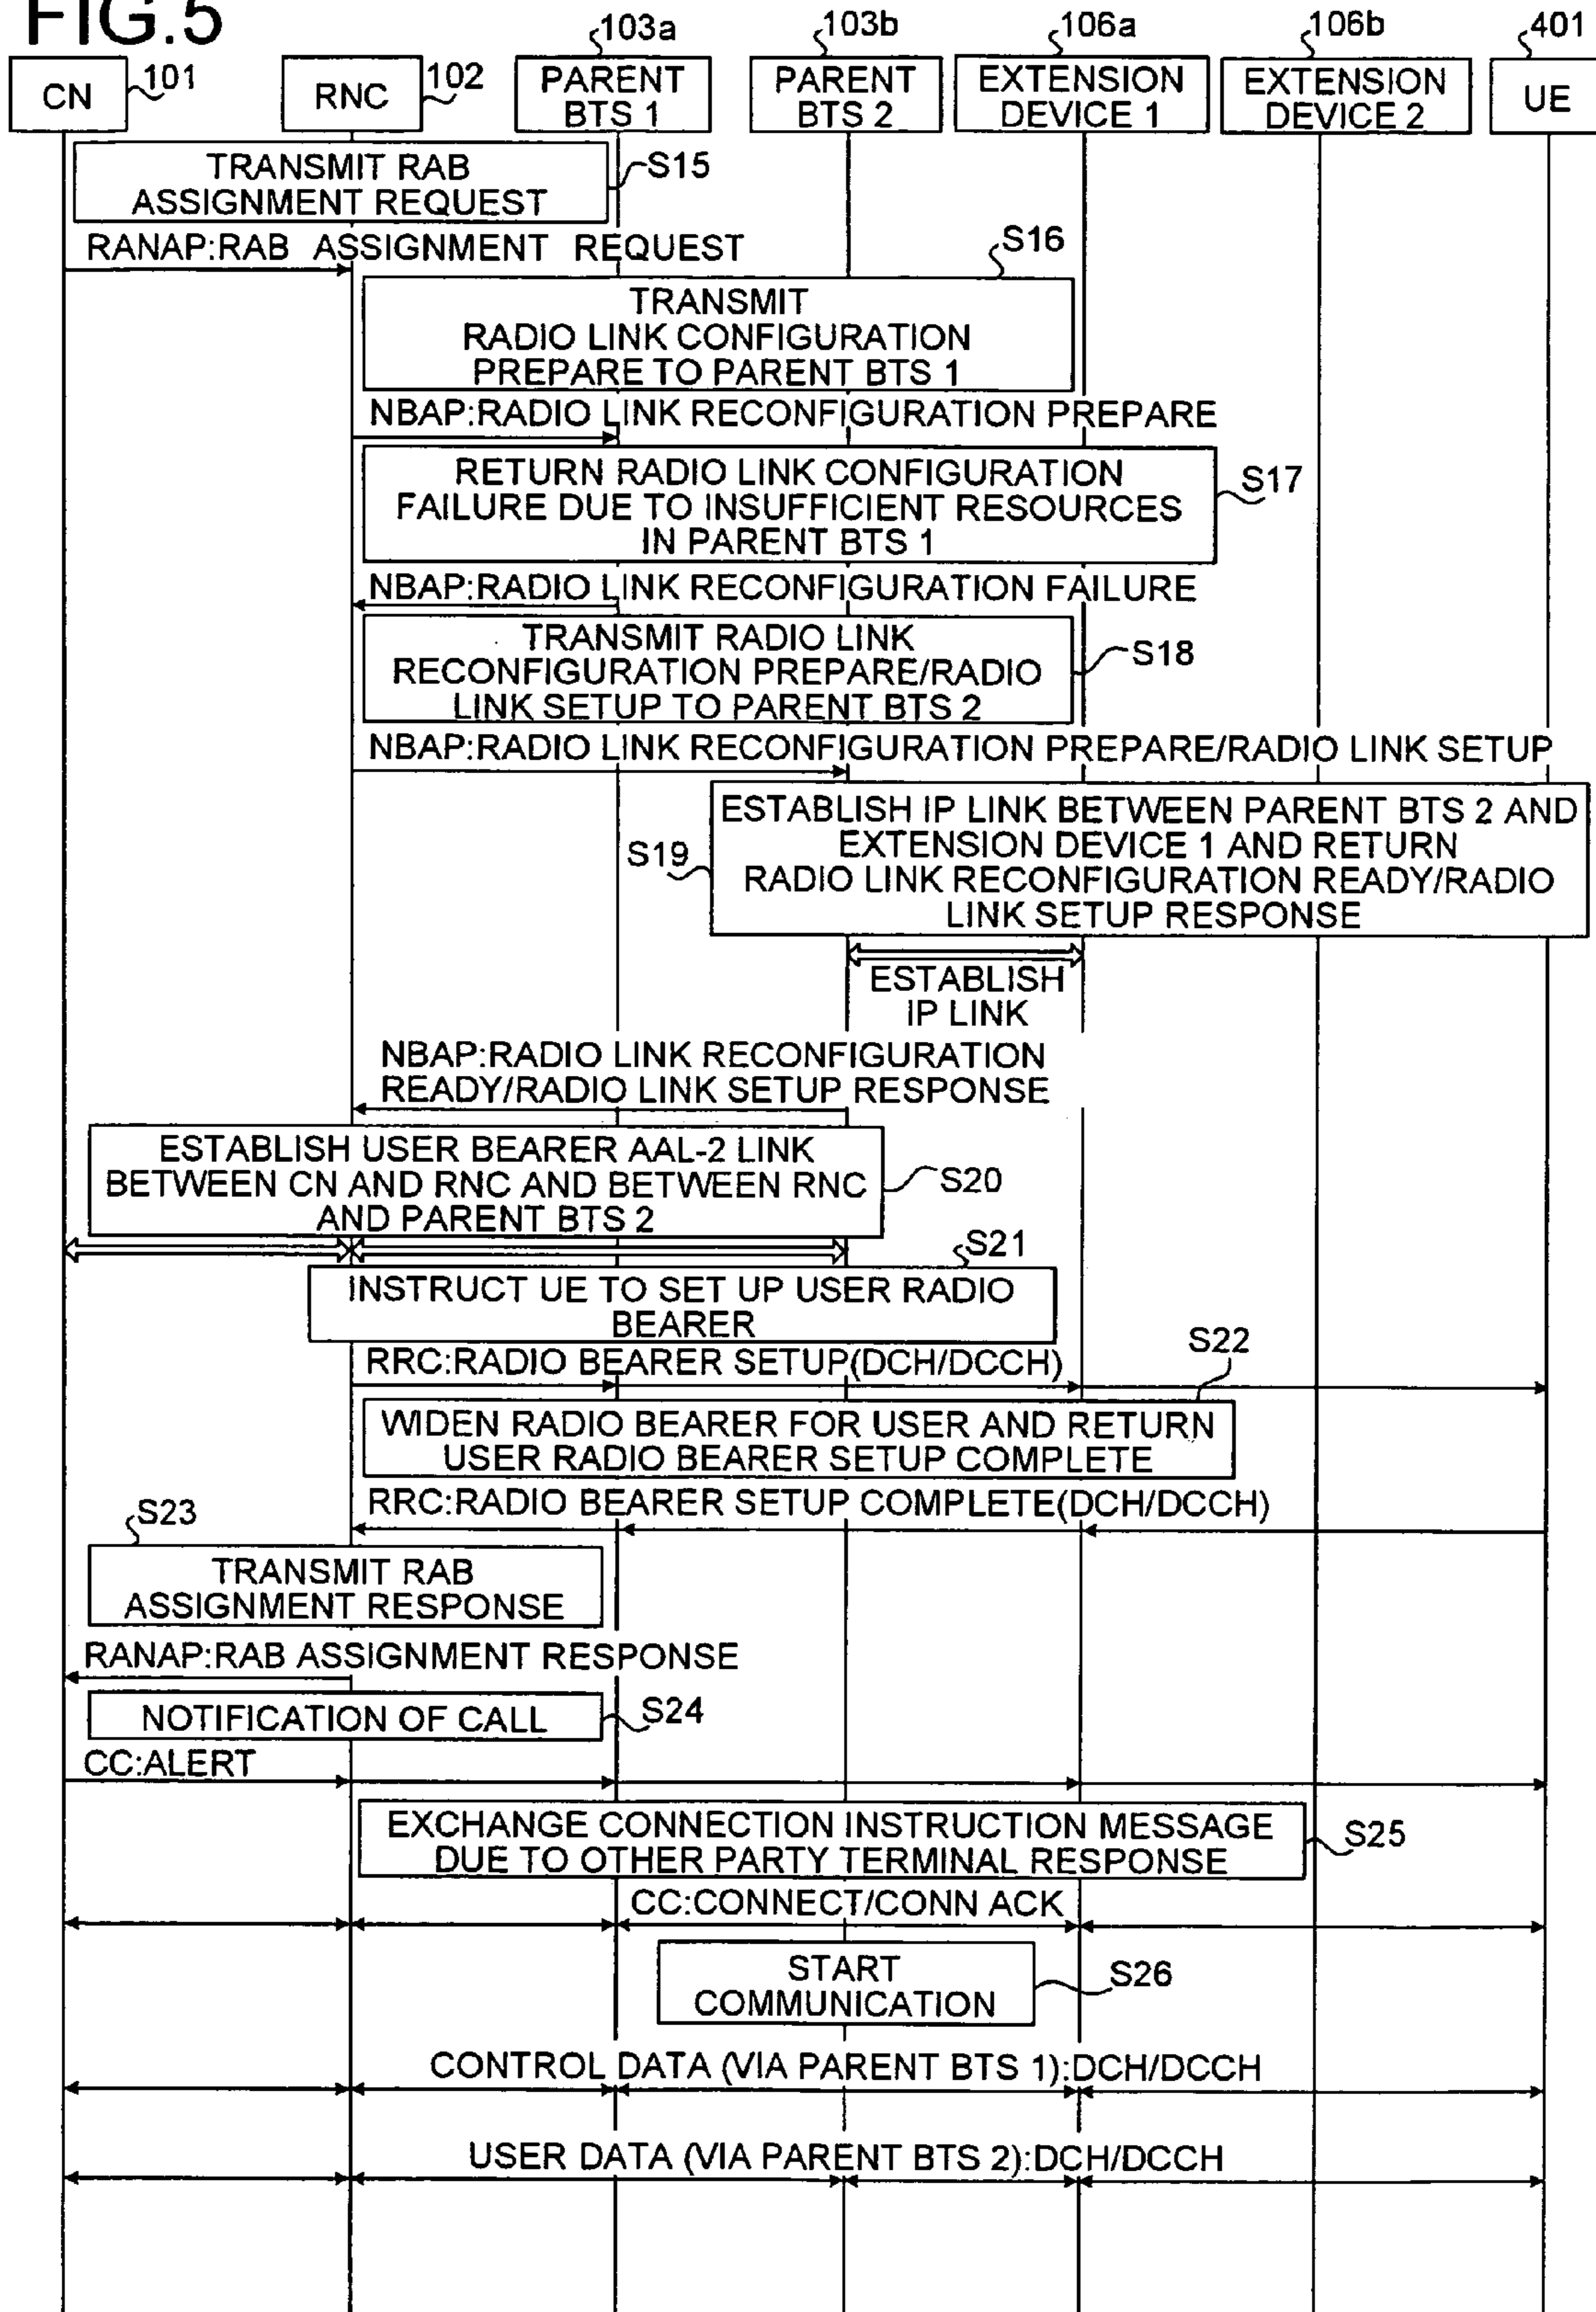 FIG.5
103a
103b
106a
106b
401
CN
101
RNC
102
PARENT
BTS 1
PARENT
BTS 2
EXTENSION
DEVICE 1
EXTENSION
DEVICE 2
UE
TRANSMIT RAB
ASSIGNMENT REQUEST
S15
RANAP:RAB ASSIGNMENT REQUEST
S16
TRANSMIT
RADIO LINK CONFIGURATION
PREPARE TO PARENT BTS 1
NBAP:RADIO LINK RECONFIGURATION PREPARE
RETURN RADIO LINK CONFIGURATION
FAILURE DUE TO INSUFFICIENT RESOURCES
IN PARENT BTS 1
S17
NBAP:RADIO LINK RECONFIGURATION FAILURE
TRANSMIT RADIO LINK
RECONFIGURATION PREPARE/RADIO
LINK SETUP TO PARENT BTS 2
S18
NBAP:RADIO LINK RECONFIGURATION PREPARE/RADIO LINK SETUP
ESTABLISH IP LINK BETWEEN PARENT BTS 2 AND
EXTENSION DEVICE 1 AND RETURN
RADIO LINK RECONFIGURATION READY/RADIO
LINK SETUP RESPONSE
S19
ESTABLISH
IP LINK
NBAP:RADIO LINK RECONFIGURATION
READY/RADIO LINK SETUP RESPONSE
ESTABLISH USER BEARER AAL-2 LINK
BETWEEN CN AND RNC AND BETWEEN RNC
AND PARENT BTS 2
S20
S21
INSTRUCT UE TO SET UP USER RADIO
BEARER
RRC:RADIO BEARER SETUP(DCH/DCCH)
S22
WIDEN RADIO BEARER FOR USER AND RETURN
USER RADIO BEARER SETUP COMPLETE
RRC:RADIO BEARER SETUP COMPLETE(DCH/DCCH)
S23
TRANSMIT RAB
ASSIGNMENT RESPONSE
RANAP:RAB ASSIGNMENT RESPONSE
NOTIFICATION OF CALL
S24
CC:ALERT
EXCHANGE CONNECTION INSTRUCTION MESSAGE
DUE TO OTHER PARTY TERMINAL RESPONSE
S25
CC:CONNECT/CONN ACK
START
COMMUNICATION
S26
CONTROL DATA (VIA PARENT BTS 1):DCH/DCCH
USER DATA (VIA PARENT BTS 2):DCH/DCCH